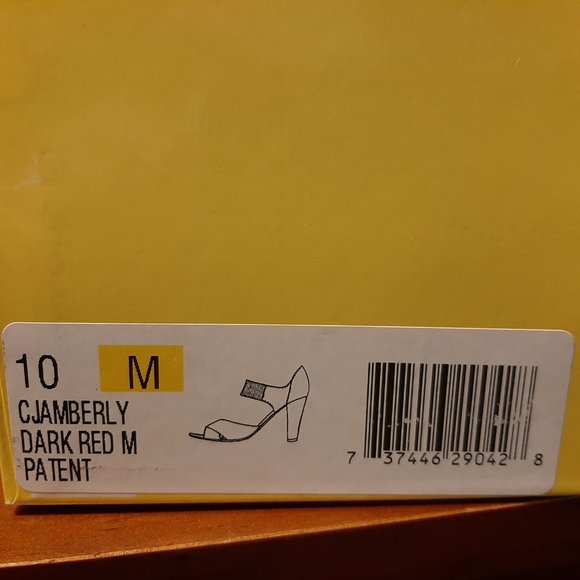 10 M
CJAMBERLY
DARK RED M
PATENT
7 37446 29042 8